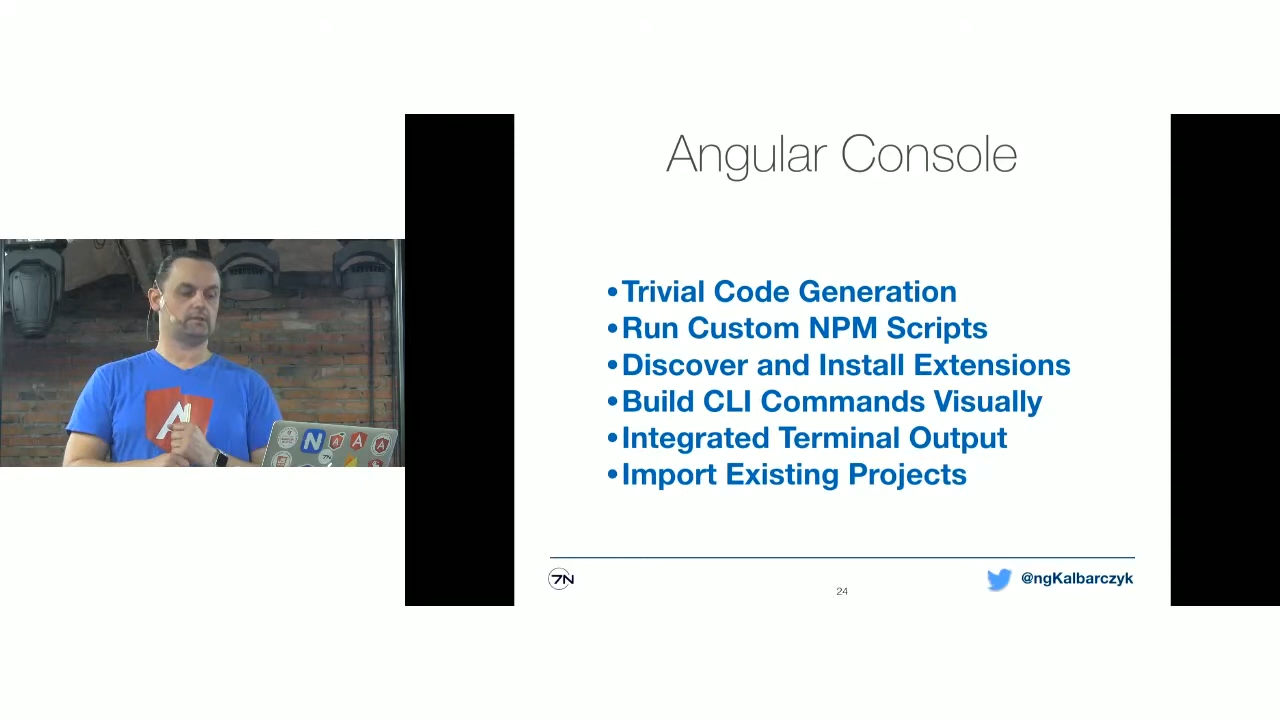 Angular Console
•Trivial Code Generation
•Run Custom NPM Scripts
•Discover and Install Extensions
•Build CLI Commands Visually
•Integrated Terminal Output
•Import Existing Projects
7N
24
@ngKalbarczyk
A
N
7N